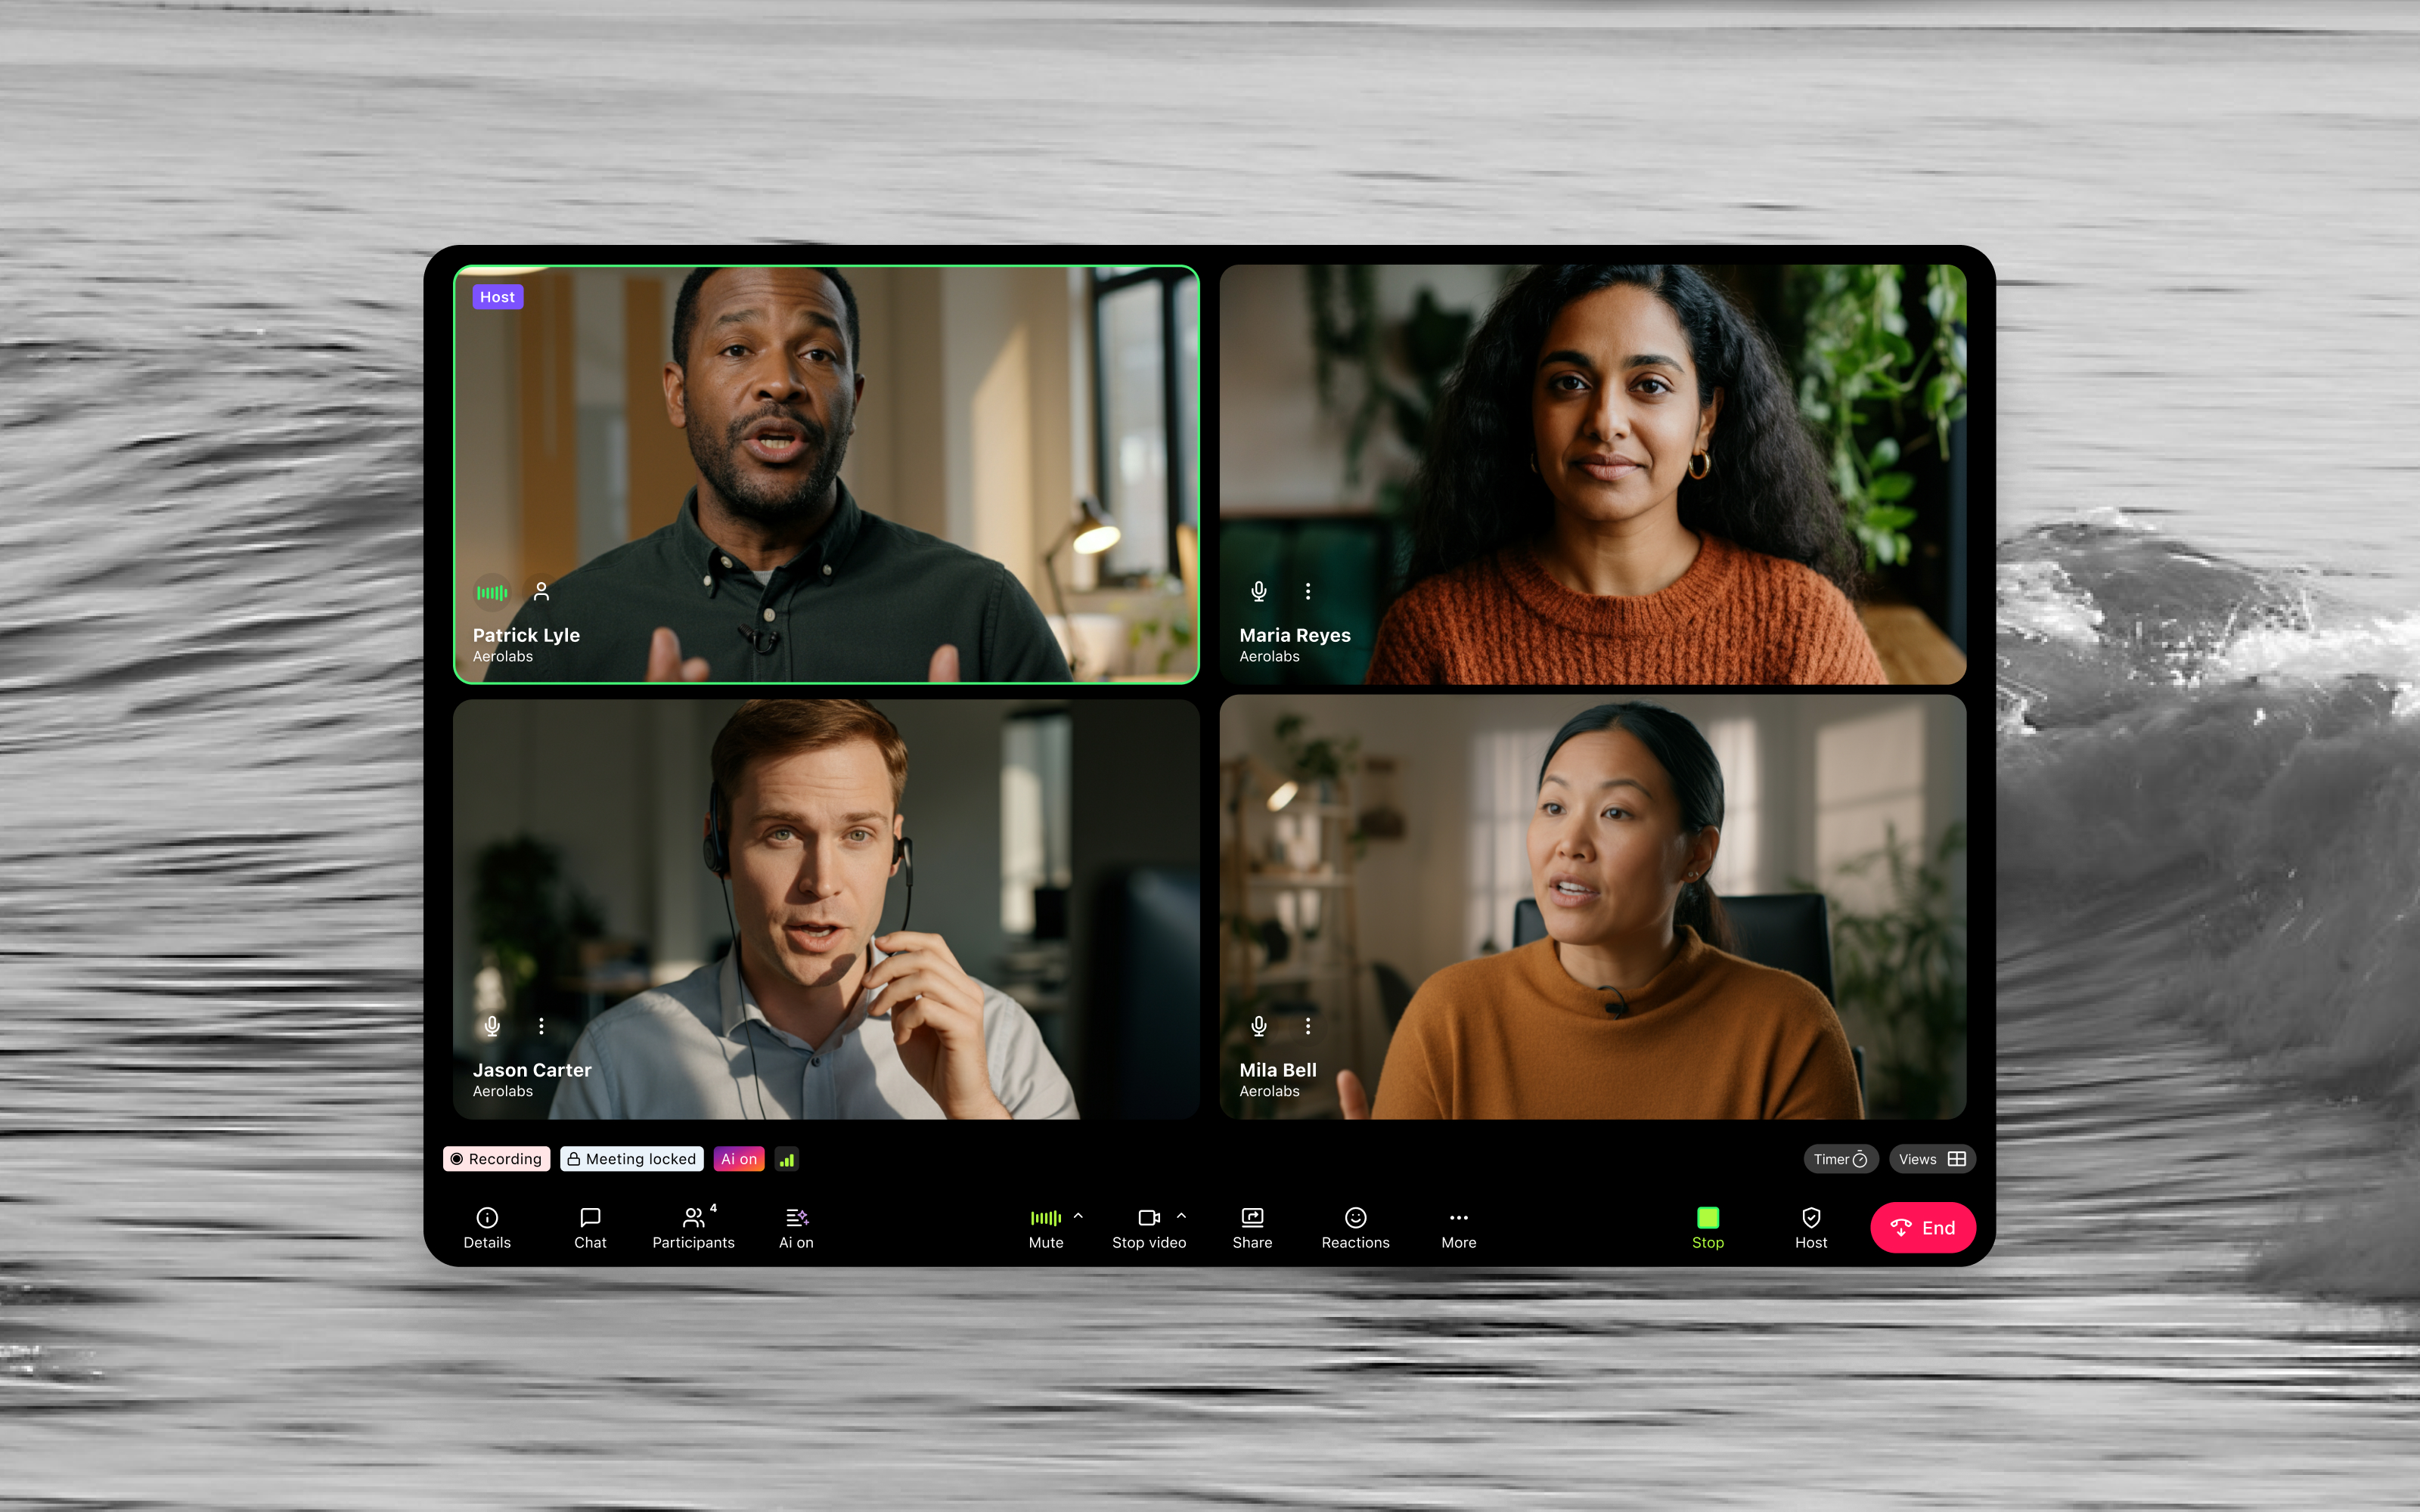 Host
Patrick Lyle
Aerolabs
Maria Reyes
Aerolabs
Jason Carter
Aerolabs
Mila Bell
Aerolabs
Recording
Meeting locked
Ai on
Timer
Views
Details
Chat
4
Participants
Ai on
Mute
Stop video
Share
Reactions
More
Stop
Host
End